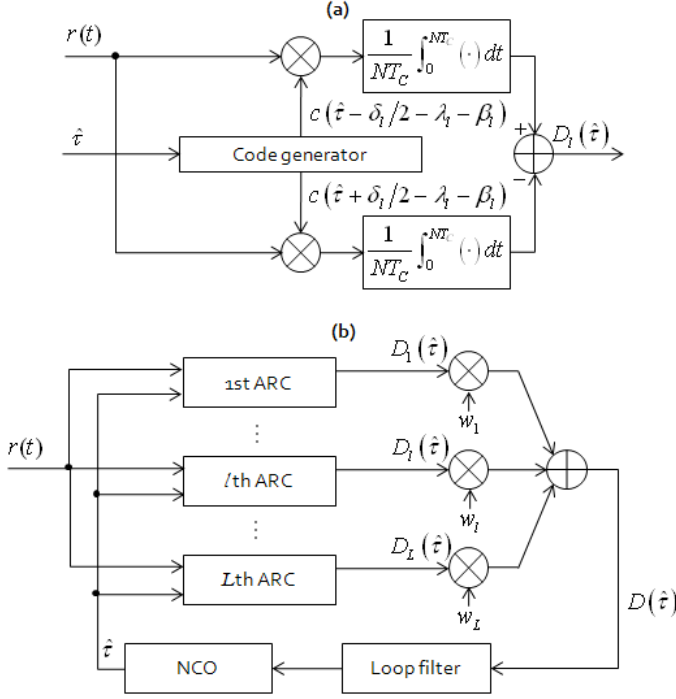 (a)
r(t)
1/NT_C ∫_0^{NT_C} (·) dt
c(τ̂ − δ_l/2 − λ_l − β_l)
+
D_l(τ̂)
τ̂
Code generator
−
c(τ̂ + δ_l/2 − λ_l − β_l)
1/NT_C ∫_0^{NT_C} (·) dt
(b)
D_1(τ̂)
1st ARC
w_1
⋮
r(t)
D_l(τ̂)
lth ARC
w_l
⋮
D_L(τ̂)
Lth ARC
w_L
D(τ̂)
τ̂
NCO
Loop filter